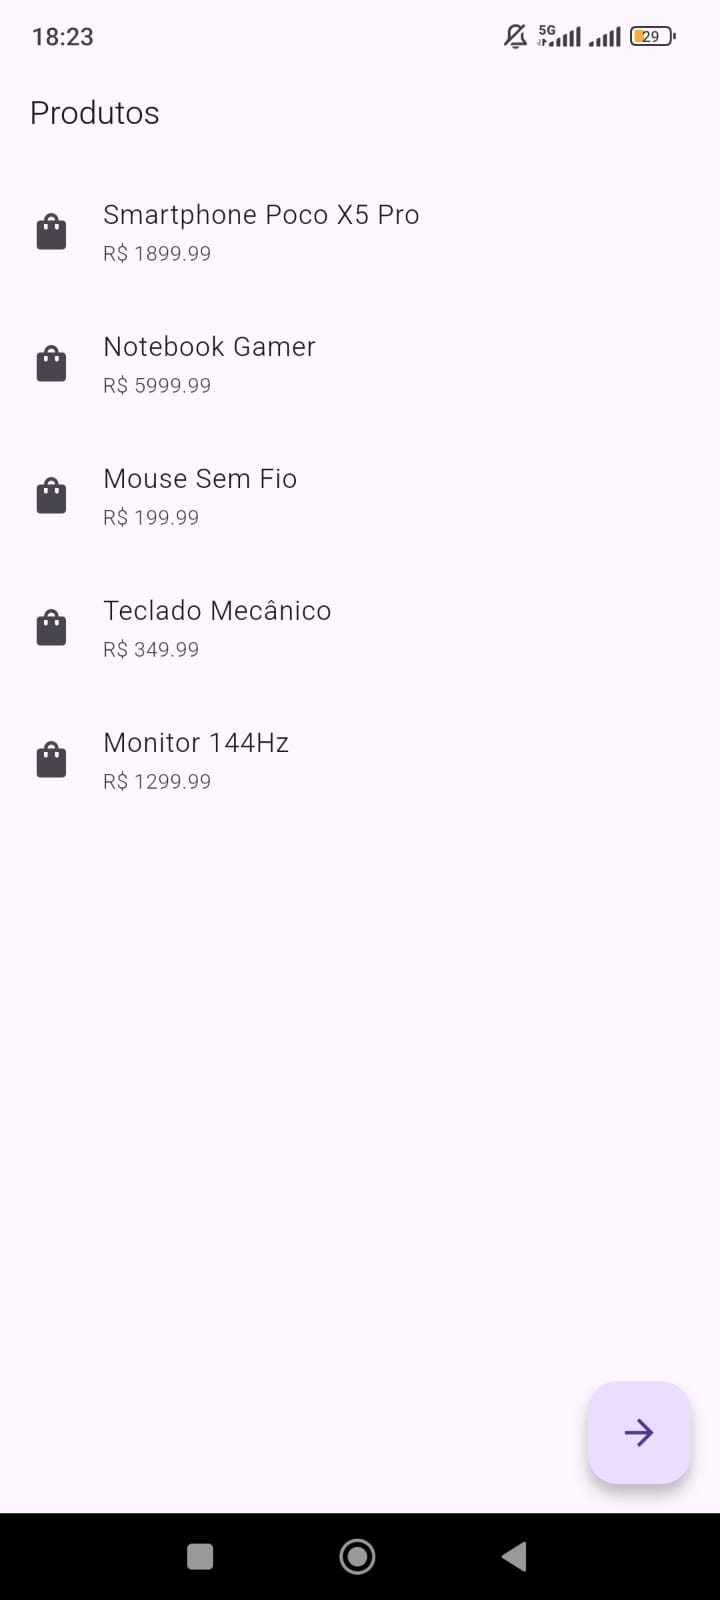 18:23
5G
29
Produtos
Smartphone Poco X5 Pro
R$ 1899.99
Notebook Gamer
R$ 5999.99
Mouse Sem Fio
R$ 199.99
Teclado Mecânico
R$ 349.99
Monitor 144Hz
R$ 1299.99